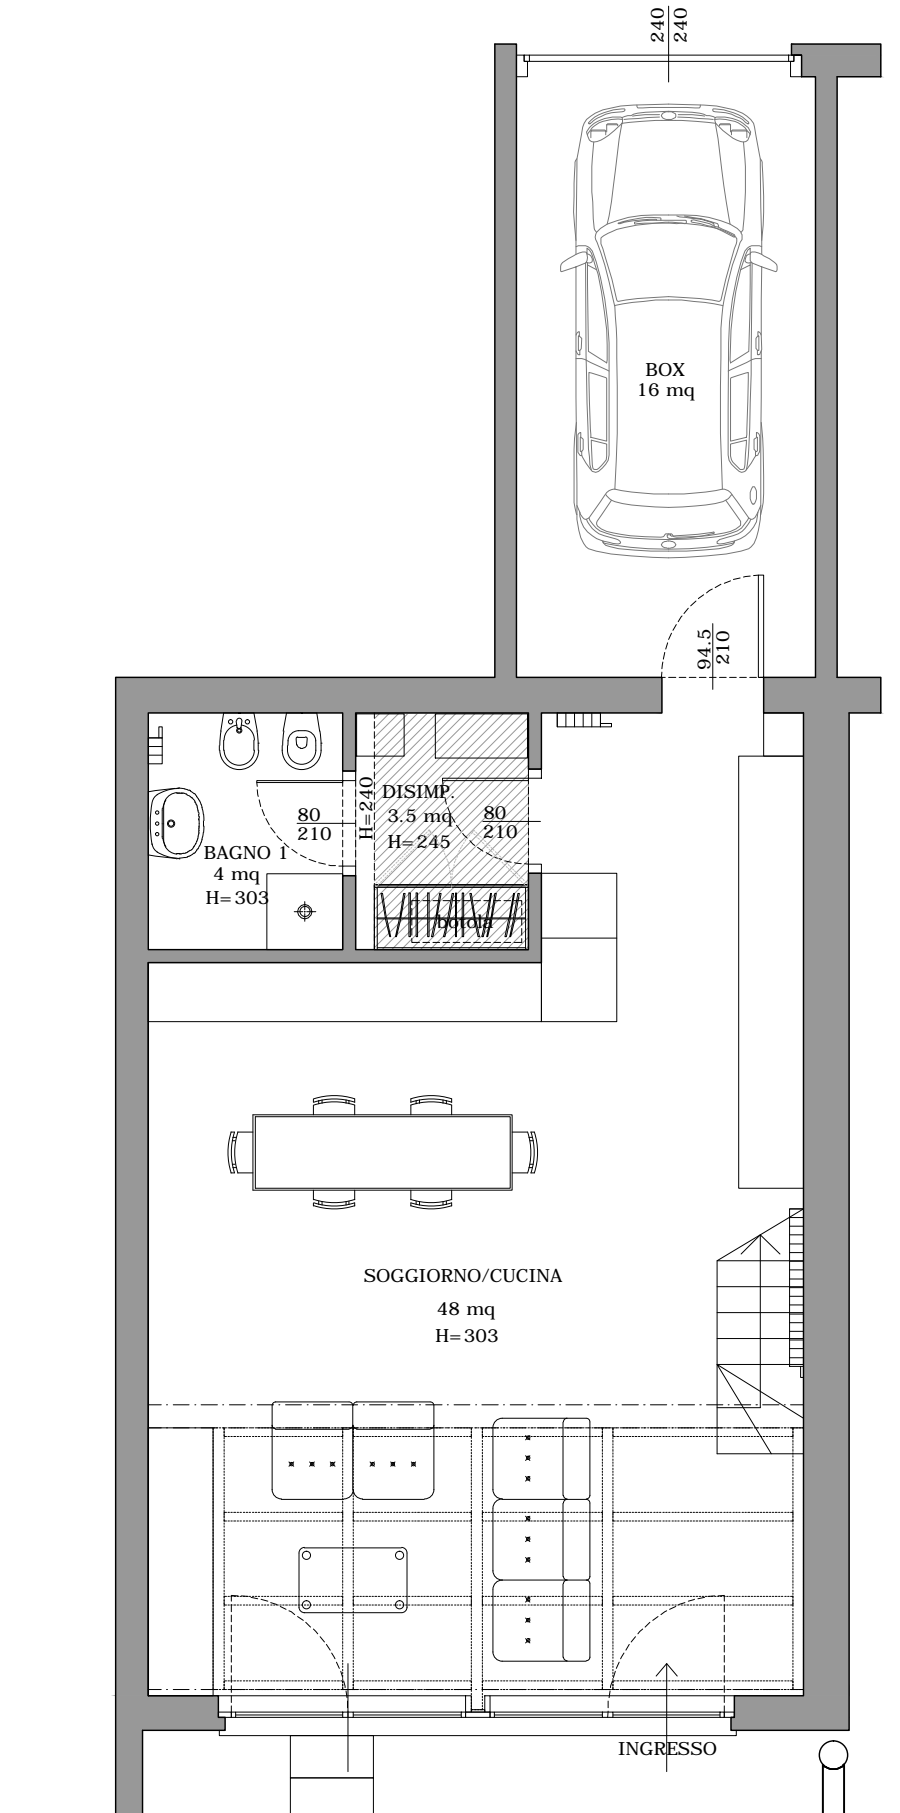 240
240
BOX
16 mq
94.5
210
DISIMP.
3.5 mq
H=245
H=240
80
210
80
210
BAGNO 1
4 mq
H=303
botola
SOGGIORNO/CUCINA
48 mq
H=303
INGRESSO